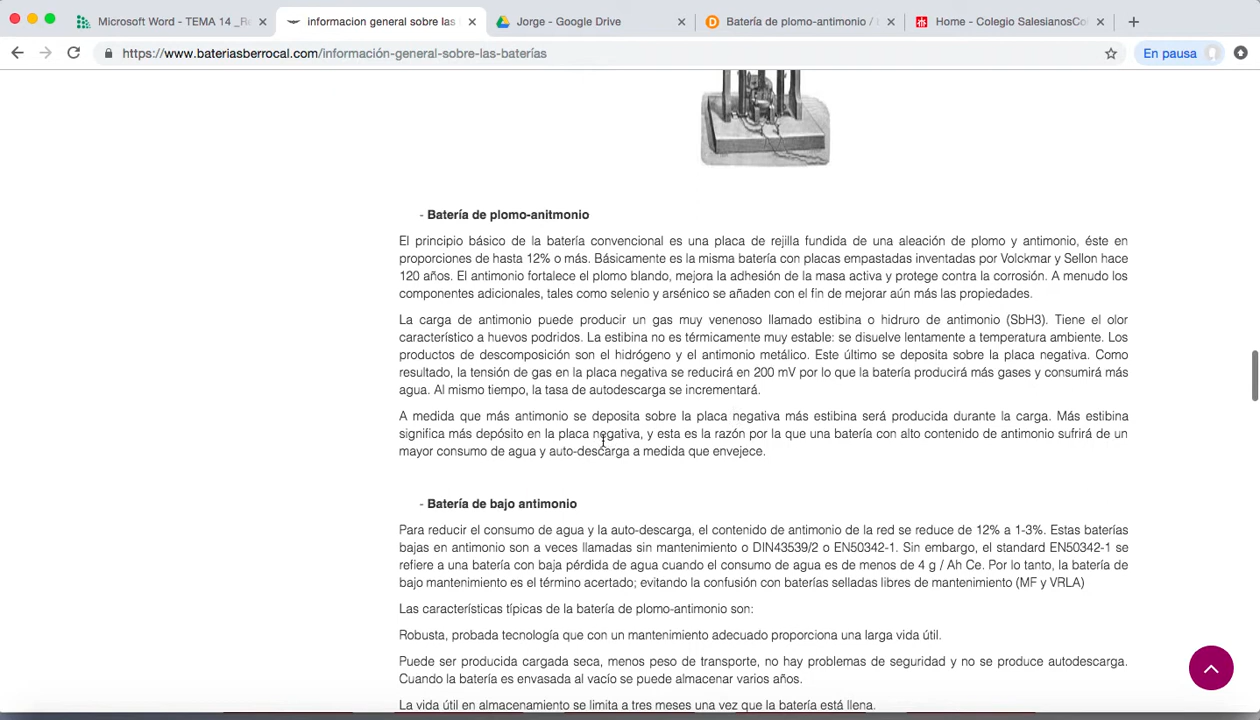 Microsoft Word - TEMA 14 _Re
informacion general sobre las
Jorge - Google Drive
Batería de plomo-antimonio /
Home - Colegio SalesianosCo
https://www.bateriasberrocal.com/información-general-sobre-las-baterías
En pausa
- Batería de plomo-anitmonio
El principio básico de la batería convencional es una placa de rejilla fundida de una aleación de plomo y antimonio, éste en
proporciones de hasta 12% o más. Básicamente es la misma batería con placas empastadas inventadas por Volckmar y Sellon hace
120 años. El antimonio fortalece el plomo blando, mejora la adhesión de la masa activa y protege contra la corrosión. A menudo los
componentes adicionales, tales como selenio y arsénico se añaden con el fin de mejorar aún más las propiedades.
La carga de antimonio puede producir un gas muy venenoso llamado estibina o hidruro de antimonio (SbH3). Tiene el olor
característico a huevos podridos. La estibina no es térmicamente muy estable: se disuelve lentamente a temperatura ambiente. Los
productos de descomposición son el hidrógeno y el antimonio metálico. Este último se deposita sobre la placa negativa. Como
resultado, la tensión de gas en la placa negativa se reducirá en 200 mV por lo que la batería producirá más gases y consumirá más
agua. Al mismo tiempo, la tasa de autodescarga se incrementará.
A medida que más antimonio se deposita sobre la placa negativa más estibina será producida durante la carga. Más estibina
significa más depósito en la placa negativa, y esta es la razón por la que una batería con alto contenido de antimonio sufrirá de un
mayor consumo de agua y auto-descarga a medida que envejece.
- Batería de bajo antimonio
Para reducir el consumo de agua y la auto-descarga, el contenido de antimonio de la red se reduce de 12% a 1-3%. Estas baterías
bajas en antimonio son a veces llamadas sin mantenimiento o DIN43539/2 o EN50342-1. Sin embargo, el standard EN50342-1 se
refiere a una batería con baja pérdida de agua cuando el consumo de agua es de menos de 4 g / Ah Ce. Por lo tanto, la batería de
bajo mantenimiento es el término acertado; evitando la confusión con baterías selladas libres de mantenimiento (MF y VRLA)
Las características típicas de la batería de plomo-antimonio son:
Robusta, probada tecnología que con un mantenimiento adecuado proporciona una larga vida útil.
Puede ser producida cargada seca, menos peso de transporte, no hay problemas de seguridad y no se produce autodescarga.
Cuando la batería es envasada al vacío se puede almacenar varios años.
La vida útil en almacenamiento se limita a tres meses una vez que la batería está llena.